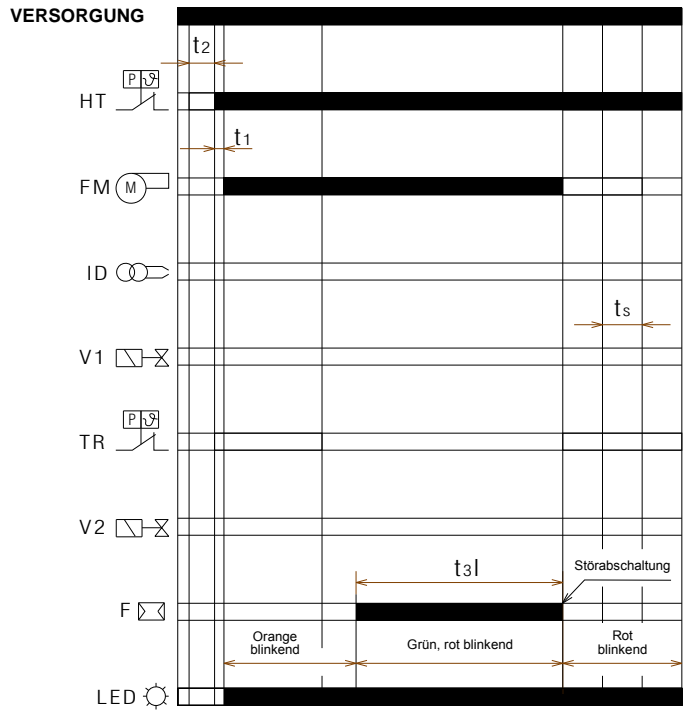 VERSORGUNG
t2
P ϑ
HT
t1
FM M
ID
ts
V1
P ϑ
TR
V2
t3l
Störabschaltung
F
Orange
blinkend
Grün, rot blinkend
Rot
blinkend
LED